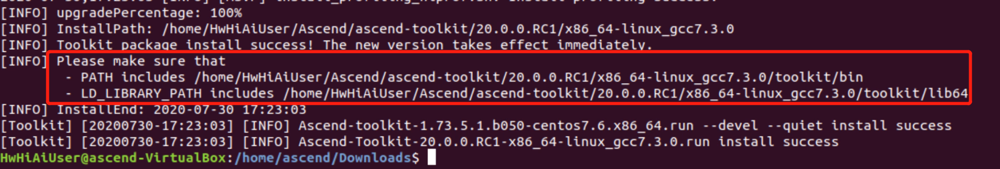 [INFO] upgradePercentage: 100%
[INFO] InstallPath: /home/HwHiAiUser/Ascend/ascend-toolkit/20.0.0.RC1/x86_64-linux_gcc7.3.0
[INFO] Toolkit package install success! The new version takes effect immediately.
[INFO] Please make sure that
- PATH includes /home/HwHiAiUser/Ascend/ascend-toolkit/20.0.0.RC1/x86_64-linux_gcc7.3.0/toolkit/bin
- LD_LIBRARY_PATH includes /home/HwHiAiUser/Ascend/ascend-toolkit/20.0.0.RC1/x86_64-linux_gcc7.3.0/toolkit/lib64
[INFO] InstallEnd: 2020-07-30 17:23:03
[Toolkit] [20200730-17:23:03] [INFO] Ascend-toolkit-1.73.5.1.b050-centos7.6.x86_64.run --devel --quiet install success
[Toolkit] [20200730-17:23:03] [INFO] Ascend-Toolkit-20.0.0.RC1-x86_64-linux_gcc7.3.0.run install success
HwHiAiUser@ascend-VirtualBox:/home/ascend/Downloads$